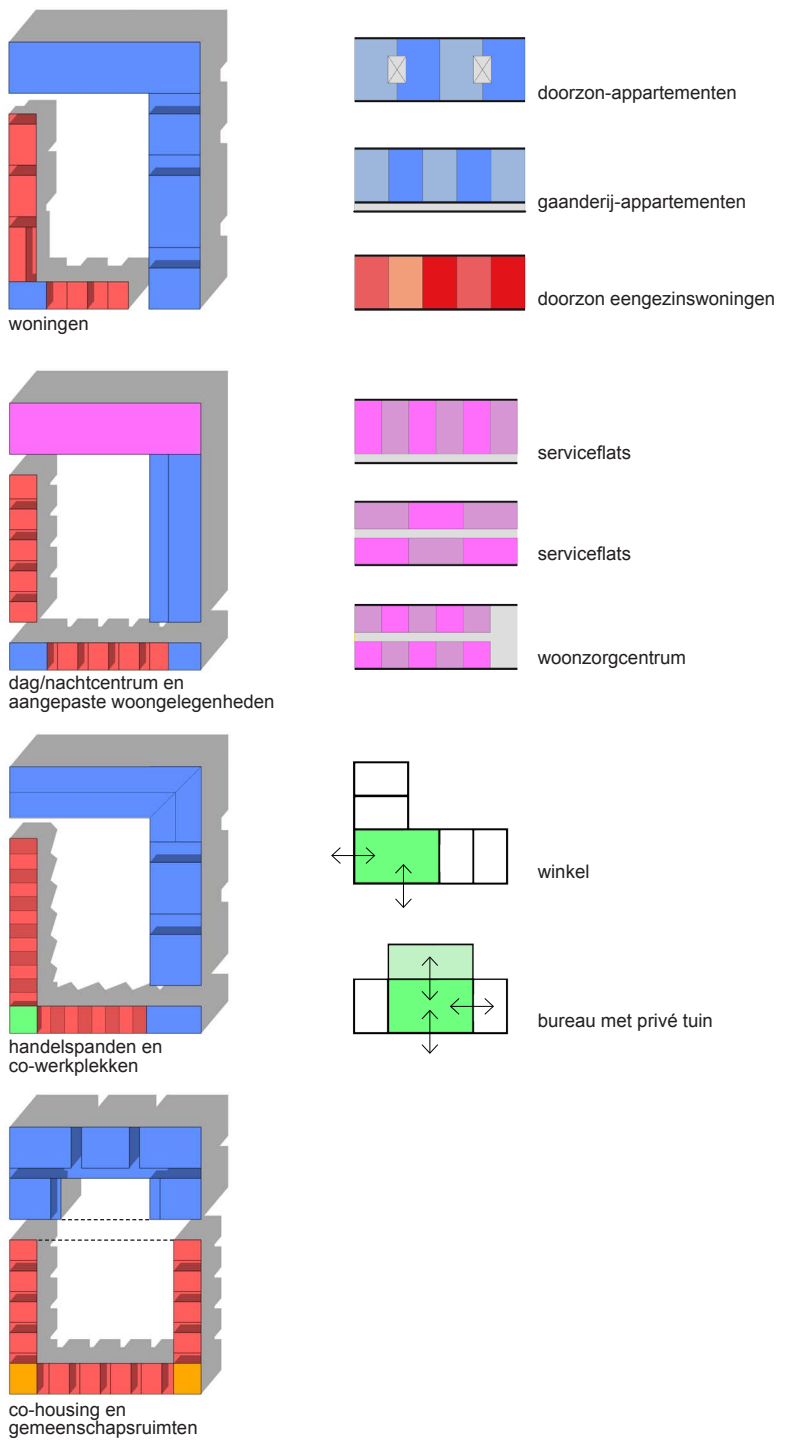 doorzon-appartementen
gaanderij-appartementen
doorzon eengezinswoningen
woningen
serviceflats
serviceflats
woonzorgcentrum
dag/nachtcentrum en
aangepaste woongelegenheden
winkel
bureau met privé tuin
handelspanden en
co-werkplekken
co-housing en
gemeenschapsruimten